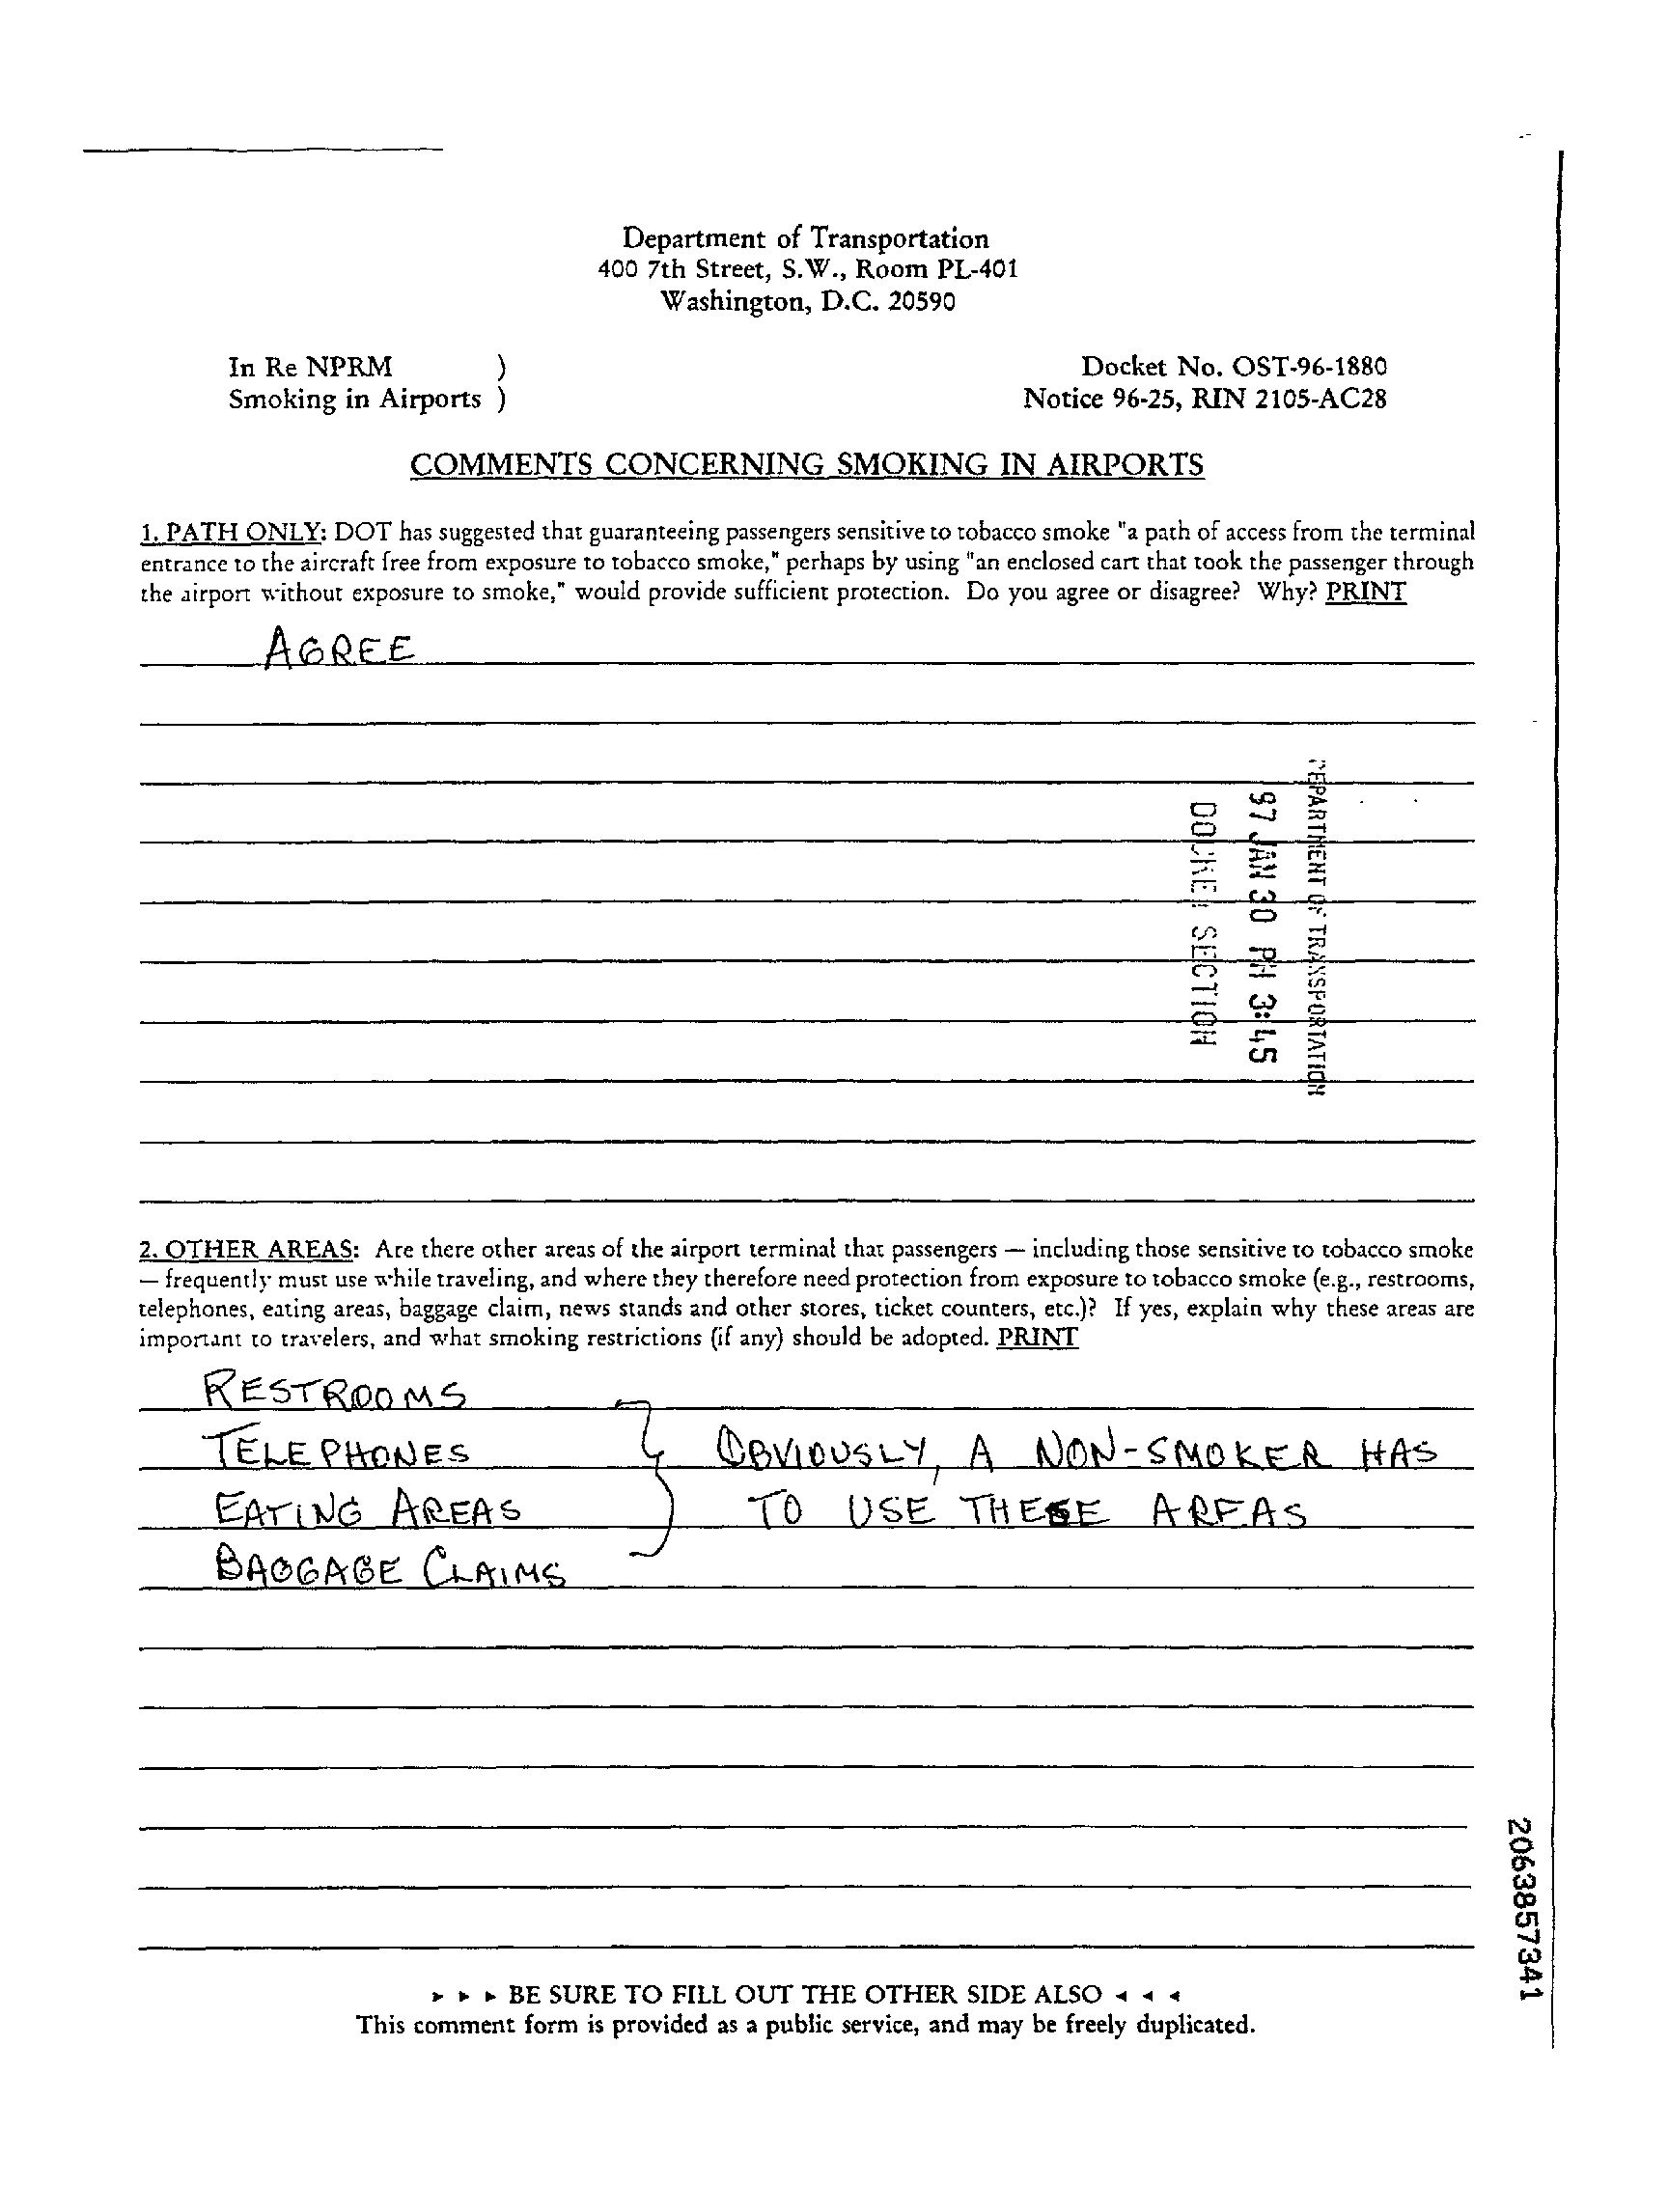 Department of Transportation
400 7th Street, S.W., Room PL-401
Washington, D.C. 20590
In Re NPRM )
Smoking in Airports )
Docket No. OST-96-1880
Notice 96-25, RIN 2105-AC28
COMMENTS CONCERNING SMOKING IN AIRPORTS
1. PATH ONLY: DOT has suggested that guaranteeing passengers sensitive to tobacco smoke "a path of access from the terminal
entrance to the aircraft free from exposure to tobacco smoke," perhaps by using "an enclosed cart that took the passenger through
the airport without exposure to smoke," would provide sufficient protection. Do you agree or disagree? Why? PRINT
AGREE
DEPARTMENT OF TRANSPORTATION
97 JAN 30 PM 3:45
DOCKET SECTION
2. OTHER AREAS: Are there other areas of the airport terminal that passengers — including those sensitive to tobacco smoke
— frequently must use while traveling, and where they therefore need protection from exposure to tobacco smoke (e.g., restrooms,
telephones, eating areas, baggage claim, news stands and other stores, ticket counters, etc.)? If yes, explain why these areas are
important to travelers, and what smoking restrictions (if any) should be adopted. PRINT
RESTROOMS
TELEPHONES
EATING AREAS
BAGGAGE CLAIMS
OBVIOUSLY, A NON-SMOKER HAS
TO USE THESE AREAS
▸ ▸ ▸ BE SURE TO FILL OUT THE OTHER SIDE ALSO ◂ ◂ ◂
This comment form is provided as a public service, and may be freely duplicated.
2063857341